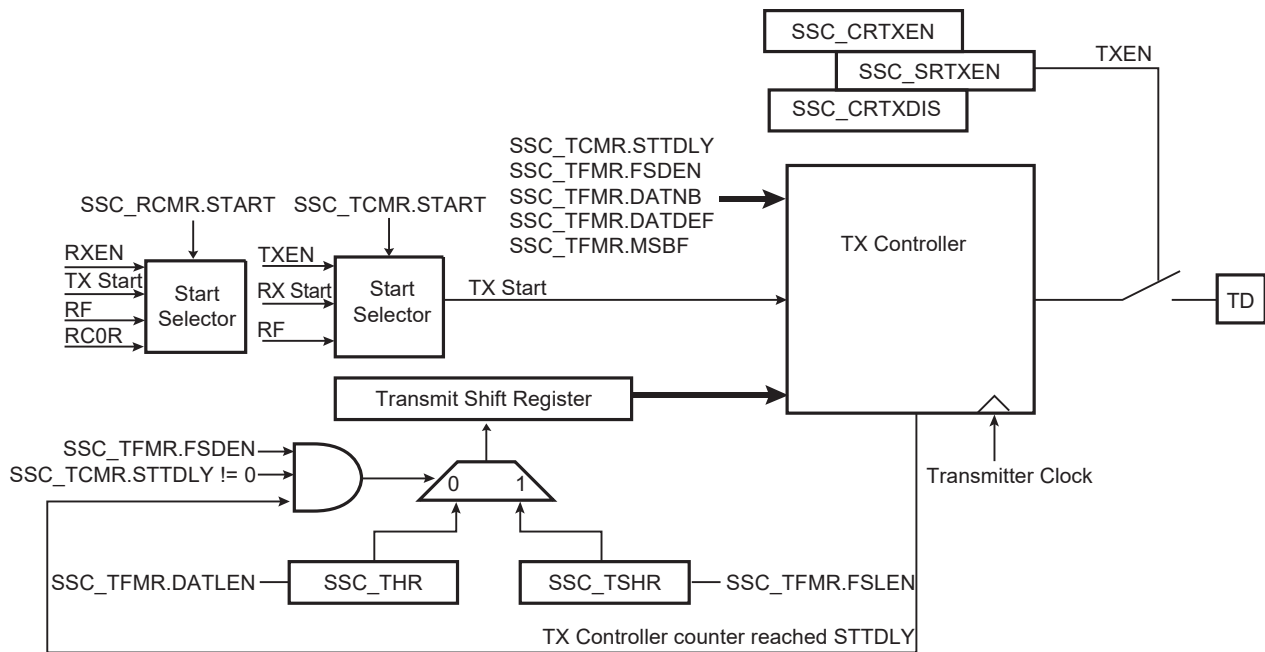 SSC_CRTXEN
SSC_SRTXEN
TXEN
SSC_CRTXDIS
SSC_TCMR.STTDLY
SSC_TFMR.FSDEN
SSC_TFMR.DATNB
SSC_TFMR.DATDEF
SSC_TFMR.MSBF
SSC_RCMR.START
SSC_TCMR.START
TX Controller
RXEN
TX Start
RF
RC0R
Start
Selector
TXEN
RX Start
RF
Start
Selector
TX Start
TD
Transmit Shift Register
SSC_TFMR.FSDEN
SSC_TCMR.STTDLY != 0
0
1
Transmitter Clock
SSC_TFMR.DATLEN
SSC_THR
SSC_TSHR
SSC_TFMR.FSLEN
TX Controller counter reached STTDLY